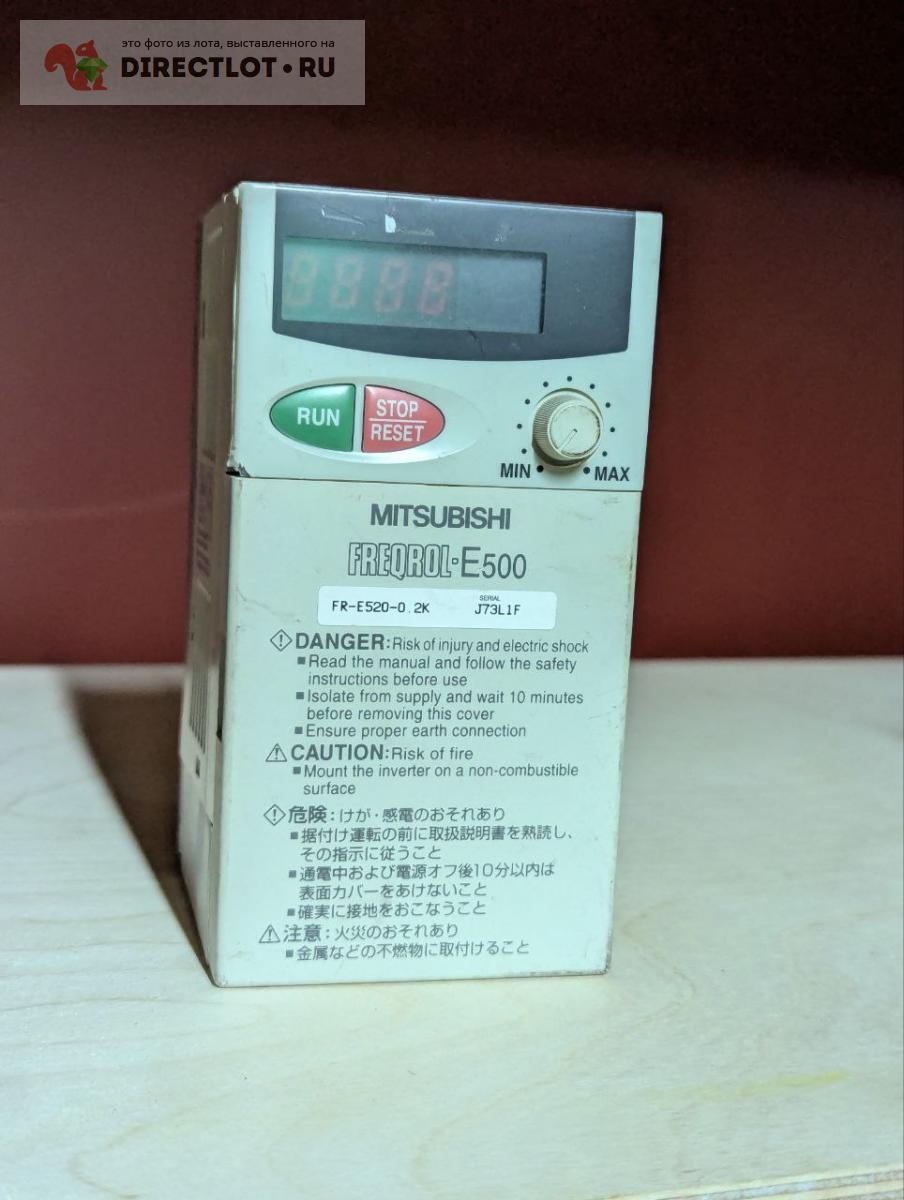 это фото из лота, выставленного на
DIRECTLOT•RU
8888
RUN
STOP
RESET
MIN
MAX
MITSUBISHI
FREQROL-E500
SERIAL
FR-E520-0.2K J73L1F
DANGER:Risk of injury and electric shock
■Read the manual and follow the safety
instructions before use
■Isolate from supply and wait 10 minutes
before removing this cover
■Ensure proper earth connection
CAUTION:Risk of fire
■Mount the inverter on a non-combustible
surface
危険:けが・感電のおそれあり
■据付け運転の前に取扱説明書を熟読し、
その指示に従うこと
■通電中および電源オフ後10分以内は
表面カバーをあけないこと
■確実に接地をおこなうこと
注意:火災のおそれあり
■金属などの不燃物に取付けること